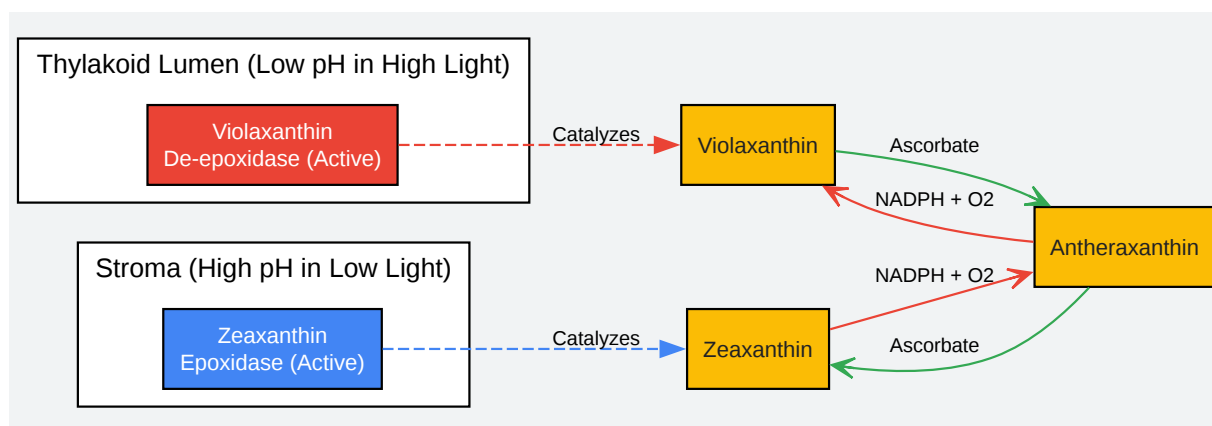 Thylakoid Lumen (Low pH in High Light)
Violaxanthin
De-epoxidase (Active)
Catalyzes
Violaxanthin
Ascorbate
NADPH + O2
Antheraxanthin
Stroma (High pH in Low Light)
Zeaxanthin
Epoxidase (Active)
Catalyzes
Zeaxanthin
NADPH + O2
Ascorbate